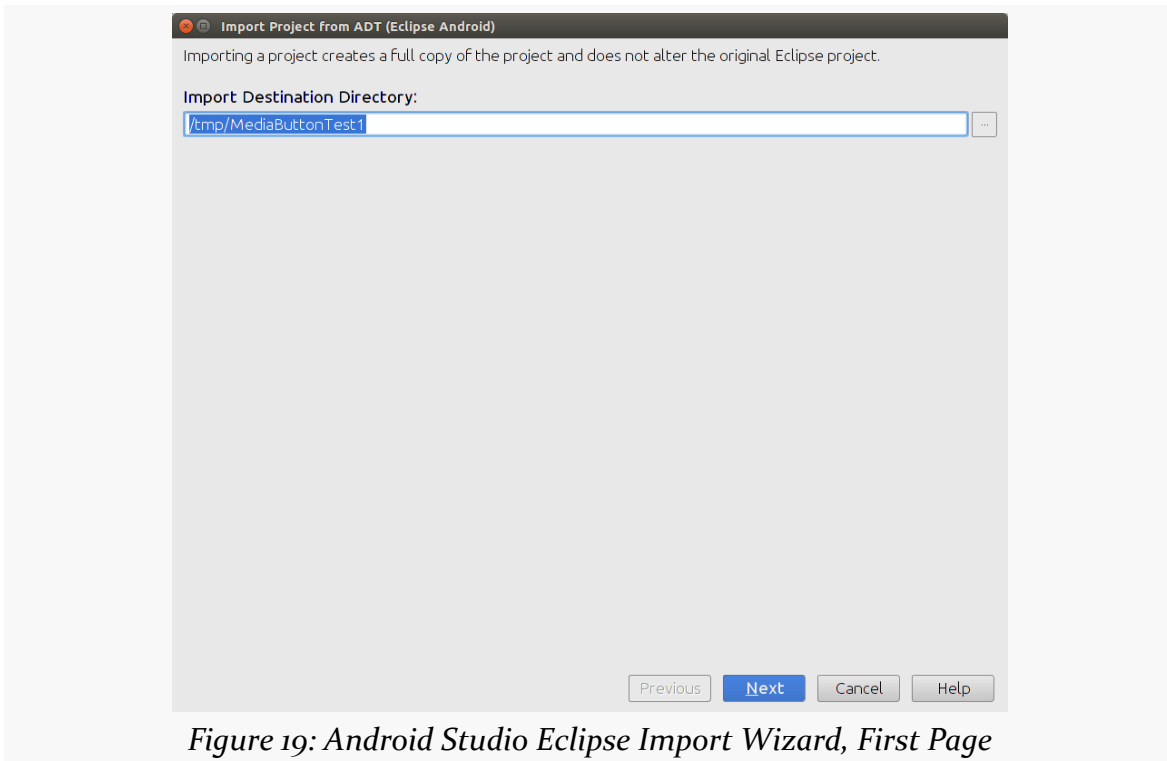 Import Project from ADT (Eclipse Android)
Importing a project creates a full copy of the project and does not alter the original Eclipse project.
Import Destination Directory:
/tmp/MediaButtonTest1
...
Previous Next Cancel Help
Figure 19: Android Studio Eclipse Import Wizard, First Page